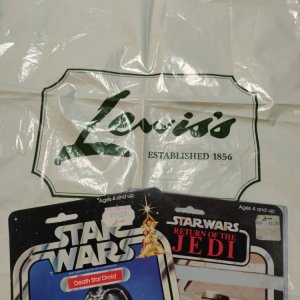 Lewis's
ESTABLISHED 1856
Ages 4 and up
STAR
WARS
Death Star Droid
Ages 4 and up
STAR WARS
RETURN OF THE
JEDI